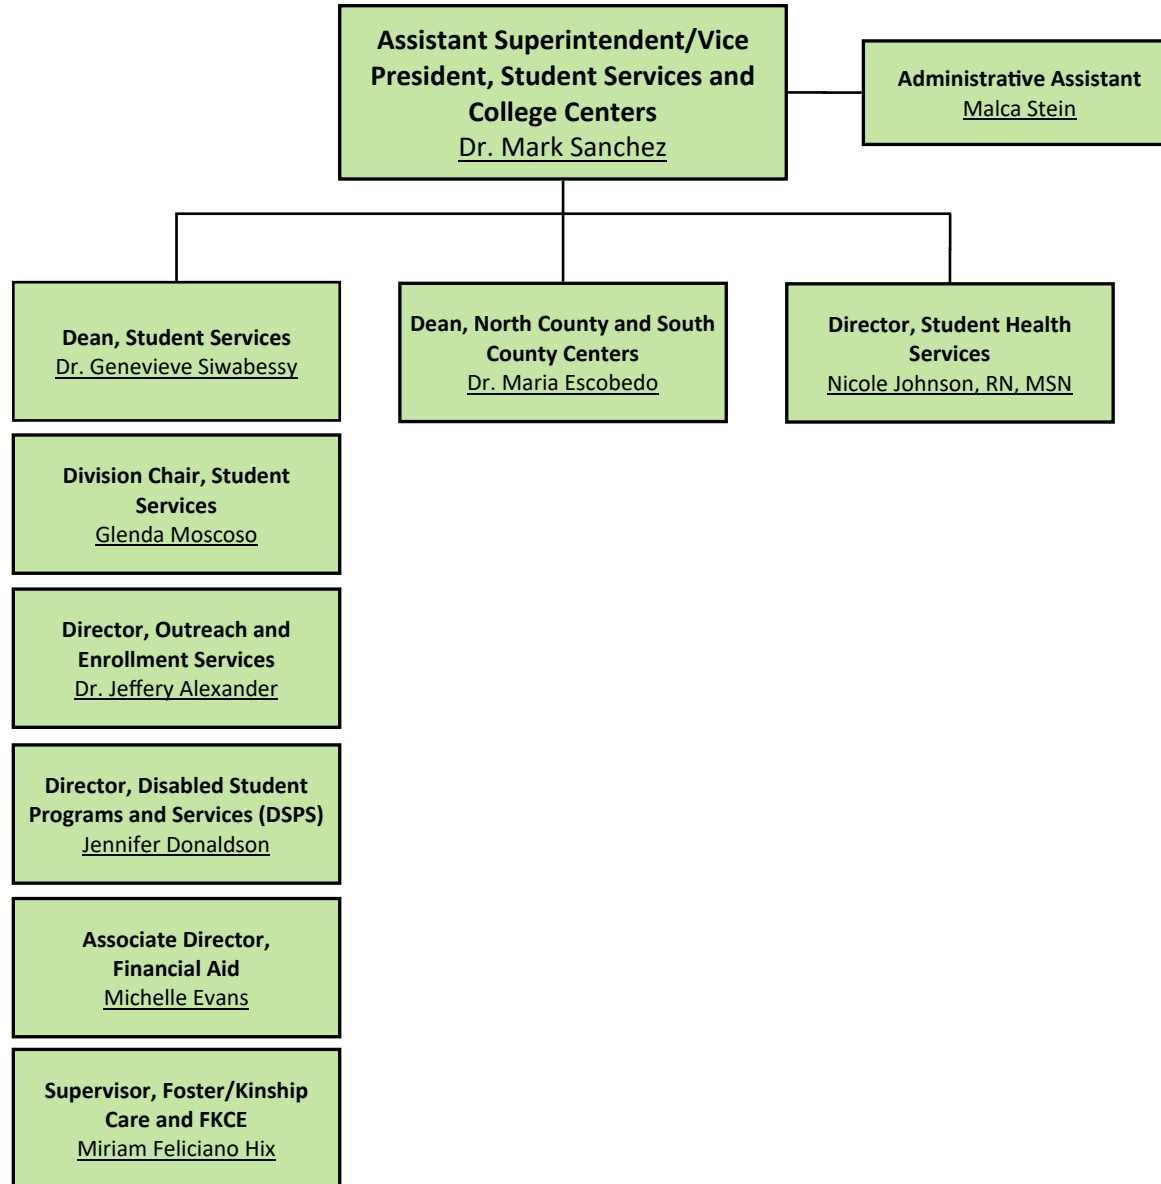 Assistant Superintendent/Vice
President, Student Services and
College Centers
Dr. Mark Sanchez
Administrative Assistant
Malca Stein
Dean, Student Services
Dr. Genevieve Siwabessy
Dean, North County and South
County Centers
Dr. Maria Escobedo
Director, Student Health
Services
Nicole Johnson, RN, MSN
Division Chair, Student
Services
Glenda Moscoso
Director, Outreach and
Enrollment Services
Dr. Jeffery Alexander
Director, Disabled Student
Programs and Services (DSPS)
Jennifer Donaldson
Associate Director,
Financial Aid
Michelle Evans
Supervisor, Foster/Kinship
Care and FKCE
Miriam Feliciano Hix